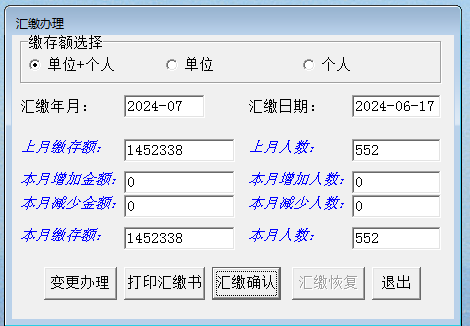 汇缴办理
缴存额选择
单位+个人 单位 个人
汇缴年月： 2024-07 汇缴日期： 2024-06-17
上月缴存额： 1452338 上月人数： 552
本月增加金额： 0 本月增加人数： 0
本月减少金额： 0 本月减少人数： 0
本月缴存额： 1452338 本月人数： 552
变更办理 打印汇缴书 汇缴确认 汇缴恢复 退出